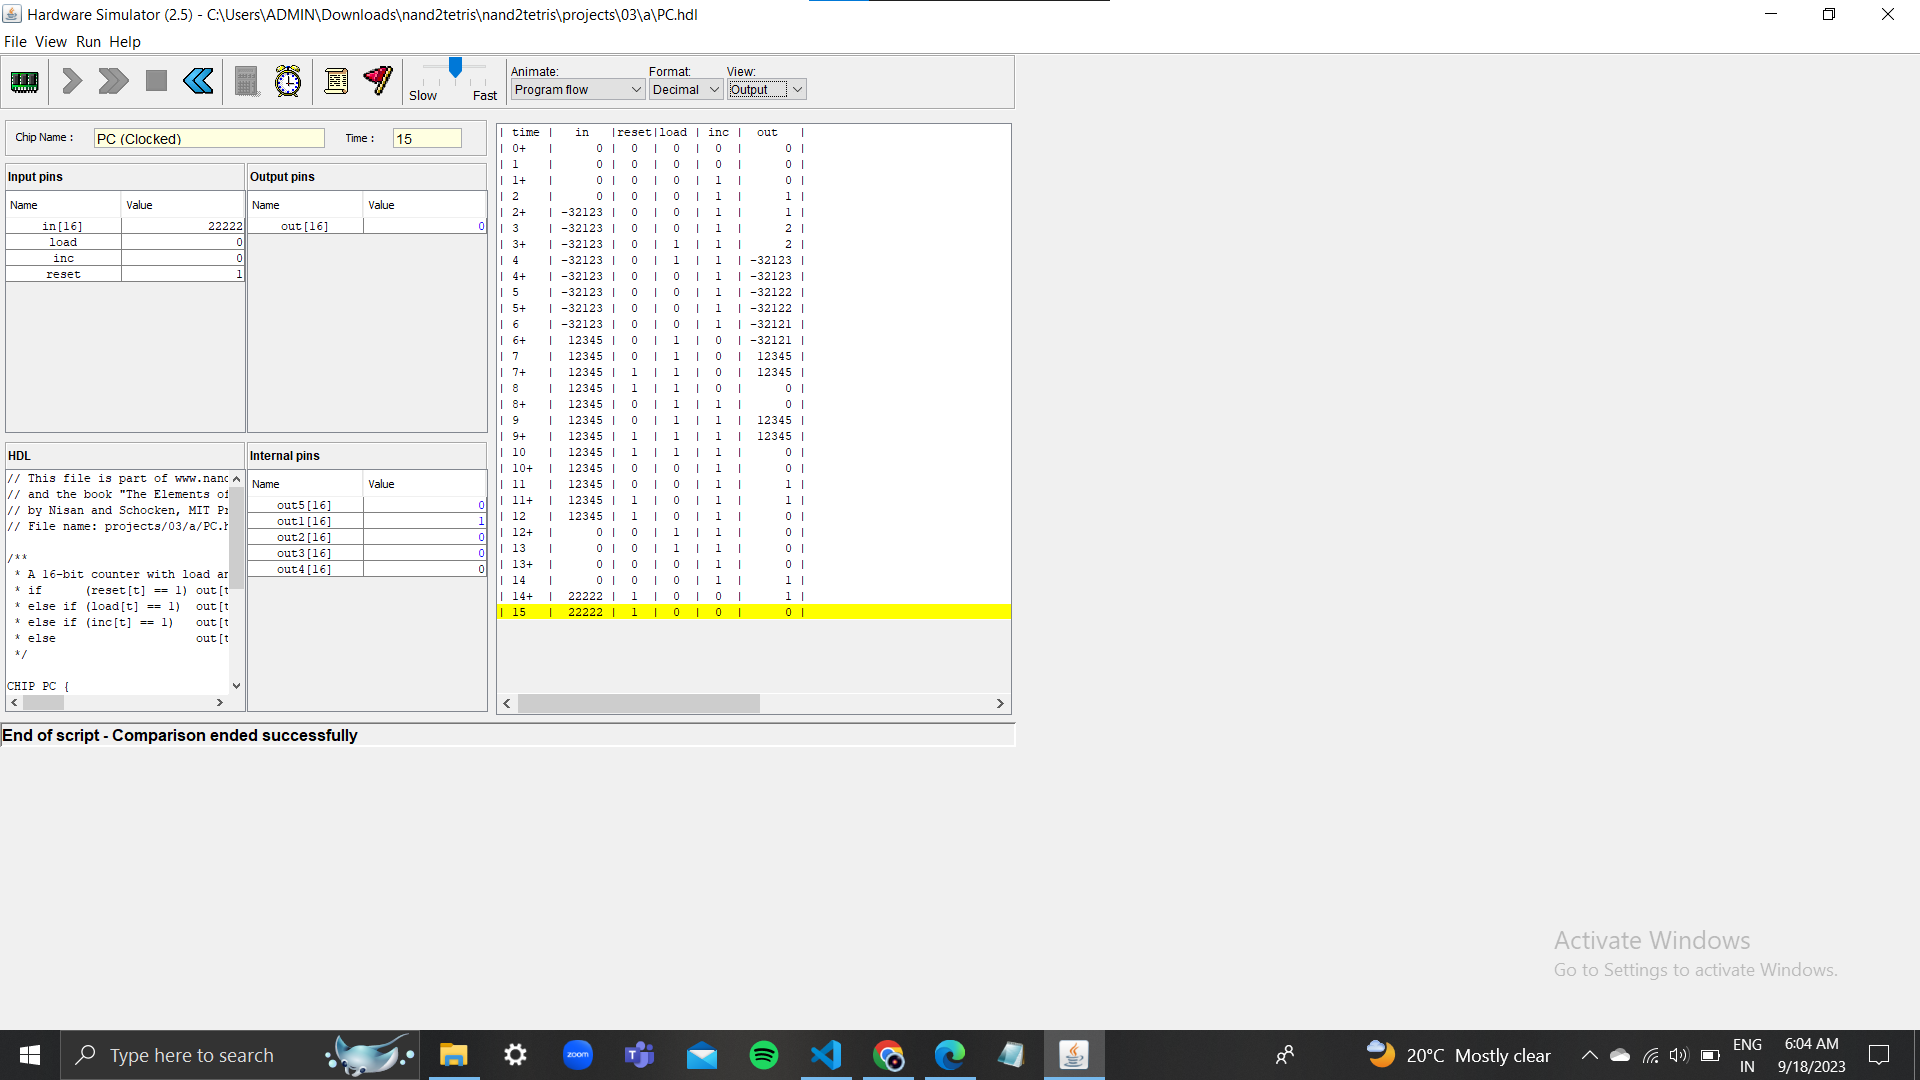 Hardware Simulator (2.5) - C:\Users\ADMIN\Downloads\nand2tetris\nand2tetris\projects\03\a\PC.hdl
File View Run Help
Slow Fast
Animate: Format: View:
Program flow Decimal Output
Chip Name : PC (Clocked) Time : 15
Input pins
Name Value
in[16] 22222
load 0
inc 0
reset 1
Output pins
Name Value
out[16] 0
HDL
// This file is part of www.nand
// and the book "The Elements of
// by Nisan and Schocken, MIT Pr
// File name: projects/03/a/PC.h
/**
* A 16-bit counter with load an
* if (reset[t] == 1) out[t
* else if (load[t] == 1) out[t
* else if (inc[t] == 1) out[t
* else out[t
*/
CHIP PC {
Internal pins
Name Value
out5[16] 0
out1[16] 1
out2[16] 0
out3[16] 0
out4[16] 0
| time | in |reset|load | inc | out |
| 0+ | 0 | 0 | 0 | 0 | 0 |
| 1 | 0 | 0 | 0 | 0 | 0 |
| 1+ | 0 | 0 | 0 | 1 | 0 |
| 2 | 0 | 0 | 0 | 1 | 1 |
| 2+ | -32123 | 0 | 0 | 1 | 1 |
| 3 | -32123 | 0 | 0 | 1 | 2 |
| 3+ | -32123 | 0 | 1 | 1 | 2 |
| 4 | -32123 | 0 | 1 | 1 | -32123 |
| 4+ | -32123 | 0 | 0 | 1 | -32123 |
| 5 | -32123 | 0 | 0 | 1 | -32122 |
| 5+ | -32123 | 0 | 0 | 1 | -32122 |
| 6 | -32123 | 0 | 0 | 1 | -32121 |
| 6+ | 12345 | 0 | 1 | 0 | -32121 |
| 7 | 12345 | 0 | 1 | 0 | 12345 |
| 7+ | 12345 | 1 | 1 | 0 | 12345 |
| 8 | 12345 | 1 | 1 | 0 | 0 |
| 8+ | 12345 | 0 | 1 | 1 | 0 |
| 9 | 12345 | 0 | 1 | 1 | 12345 |
| 9+ | 12345 | 1 | 1 | 1 | 12345 |
| 10 | 12345 | 1 | 1 | 1 | 0 |
| 10+ | 12345 | 0 | 0 | 1 | 0 |
| 11 | 12345 | 0 | 0 | 1 | 1 |
| 11+ | 12345 | 1 | 0 | 1 | 1 |
| 12 | 12345 | 1 | 0 | 1 | 0 |
| 12+ | 0 | 0 | 1 | 1 | 0 |
| 13 | 0 | 0 | 1 | 1 | 0 |
| 13+ | 0 | 0 | 0 | 1 | 0 |
| 14 | 0 | 0 | 0 | 1 | 1 |
| 14+ | 22222 | 1 | 0 | 0 | 1 |
| 15 | 22222 | 1 | 0 | 0 | 0 |
End of script - Comparison ended successfully
Activate Windows
Go to Settings to activate Windows.
Type here to search
zoom
20°C Mostly clear
ENG
IN
6:04 AM
9/18/2023